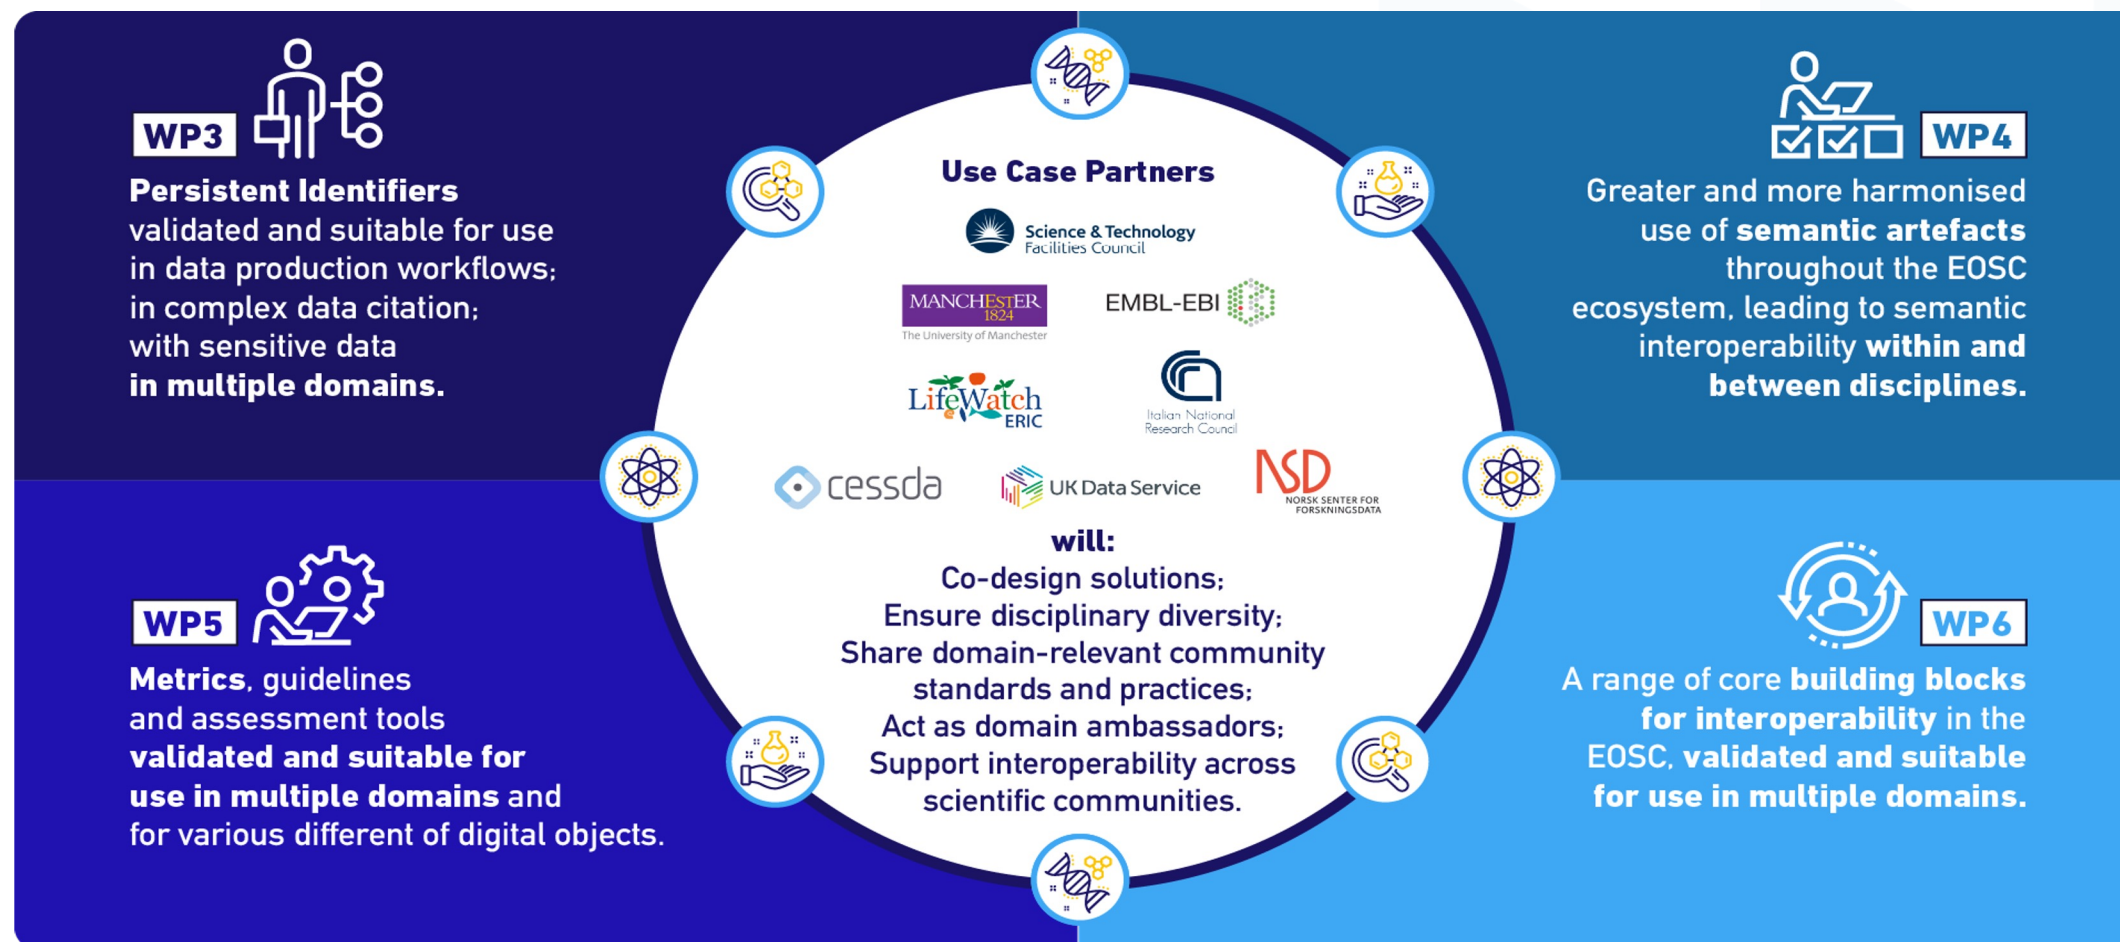 WP3
Persistent Identifiers
validated and suitable for use
in data production workflows;
in complex data citation;
with sensitive data
in multiple domains.
WP4
Greater and more harmonised
use of semantic artefacts
throughout the EOSC
ecosystem, leading to semantic
interoperability within and
between disciplines.
Use Case Partners
Science & Technology
Facilities Council
MANCHESTER
1824
The University of Manchester
EMBL-EBI
LifeWatch
ERIC
Italian National
Research Council
cessda
UK Data Service
NSD
NORSK SENTER FOR
FORSKNINGSDATA
will:
Co-design solutions;
Ensure disciplinary diversity;
Share domain-relevant community
standards and practices;
Act as domain ambassadors;
Support interoperability across
scientific communities.
WP5
Metrics, guidelines
and assessment tools
validated and suitable for
use in multiple domains and
for various different of digital objects.
WP6
A range of core building blocks
for interoperability in the
EOSC, validated and suitable
for use in multiple domains.